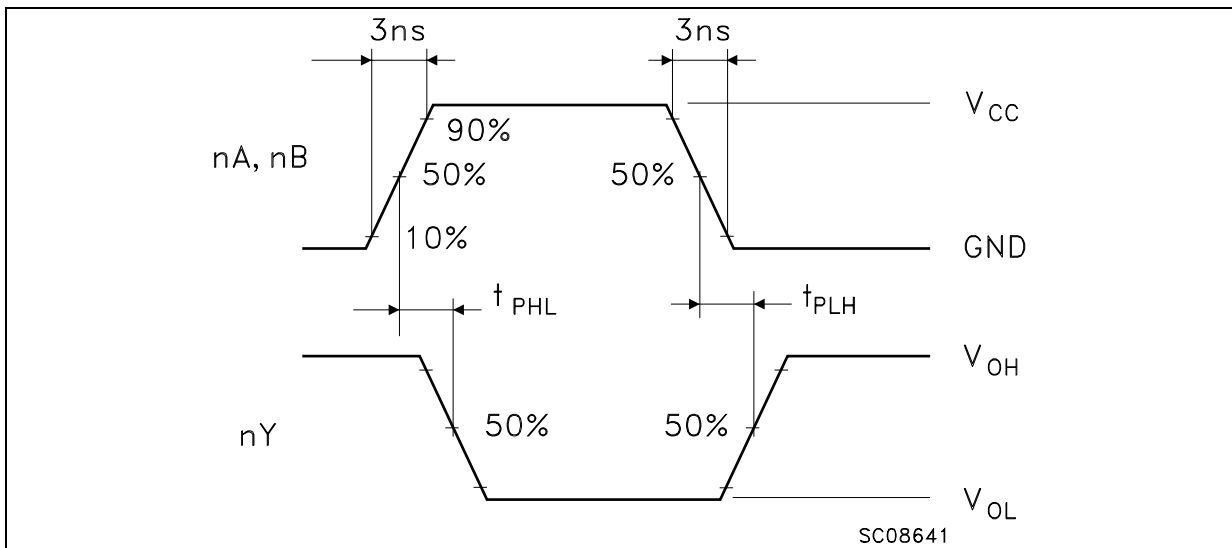 3ns 3ns
V_CC
90%
nA, nB 50% 50%
10% GND
t_PHL t_PLH
V_OH
50% 50%
nY
V_OL
SC08641